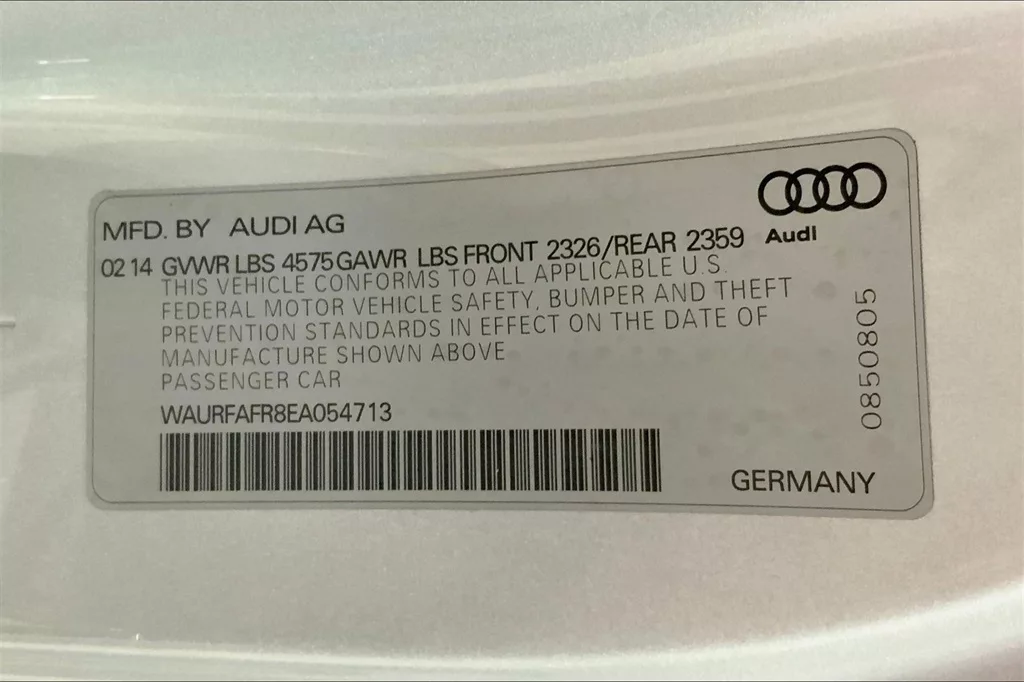 MFD. BY AUDI AG
Audi
02 14 GVWR LBS 4575 GAWR LBS FRONT 2326/REAR 2359
THIS VEHICLE CONFORMS TO ALL APPLICABLE U.S.
FEDERAL MOTOR VEHICLE SAFETY, BUMPER AND THEFT
PREVENTION STANDARDS IN EFFECT ON THE DATE OF
MANUFACTURE SHOWN ABOVE
PASSENGER CAR
WAURFAFR8EA054713
0850805
GERMANY